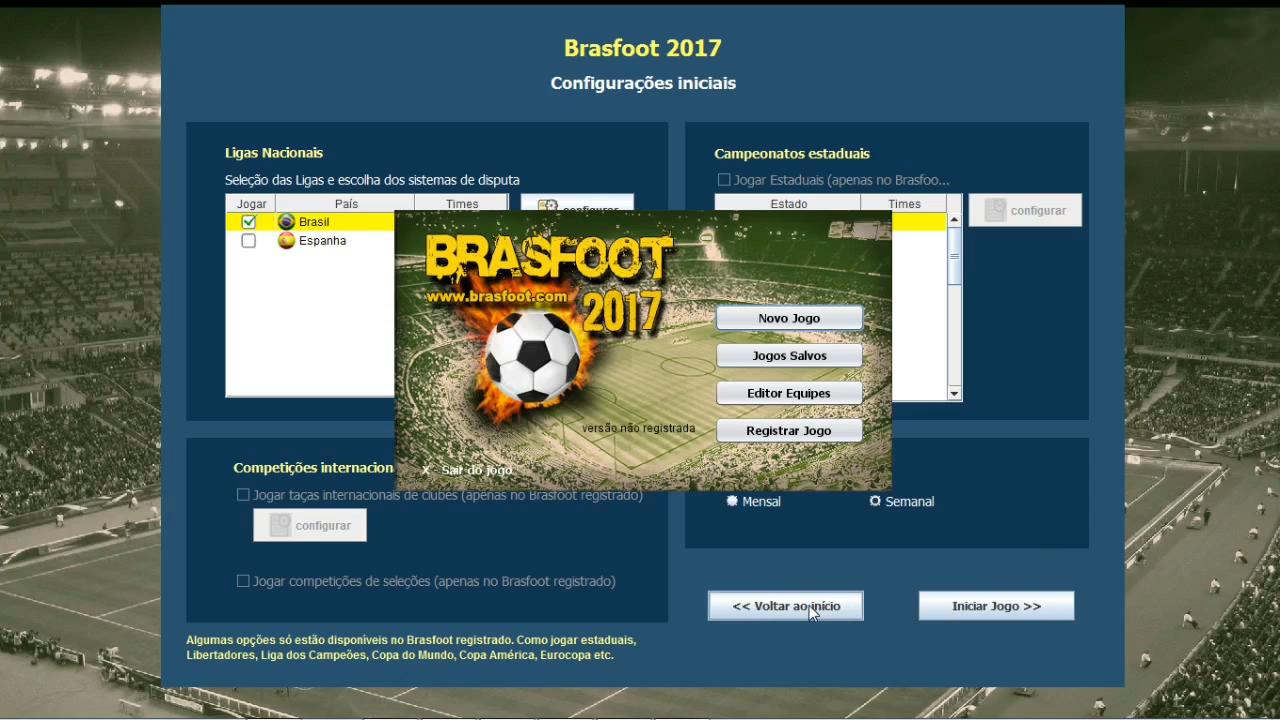 Brasfoot 2017
Configurações iniciais
Ligas Nacionais
Seleção das Ligas e escolha dos sistemas de disputa
Jogar País Times
configurar
Brasil
Espanha
Campeonatos estaduais
Jogar Estaduais (apenas no Brasfoo...
Estado Times
configurar
BRASFOOT
www.brasfoot.com
2017
Novo Jogo
Jogos Salvos
Editor Equipes
versão não registrada
Registrar Jogo
X - Sair do jogo
Competições internacion
Jogar taças internacionais de clubes (apenas no Brasfoot registrado)
configurar
Jogar competições de seleções (apenas no Brasfoot registrado)
Mensal Semanal
<< Voltar ao início
Iniciar Jogo >>
Algumas opções só estão disponiveis no Brasfoot registrado. Como jogar estaduais,
Libertadores, Liga dos Campeões, Copa do Mundo, Copa América, Eurocopa etc.